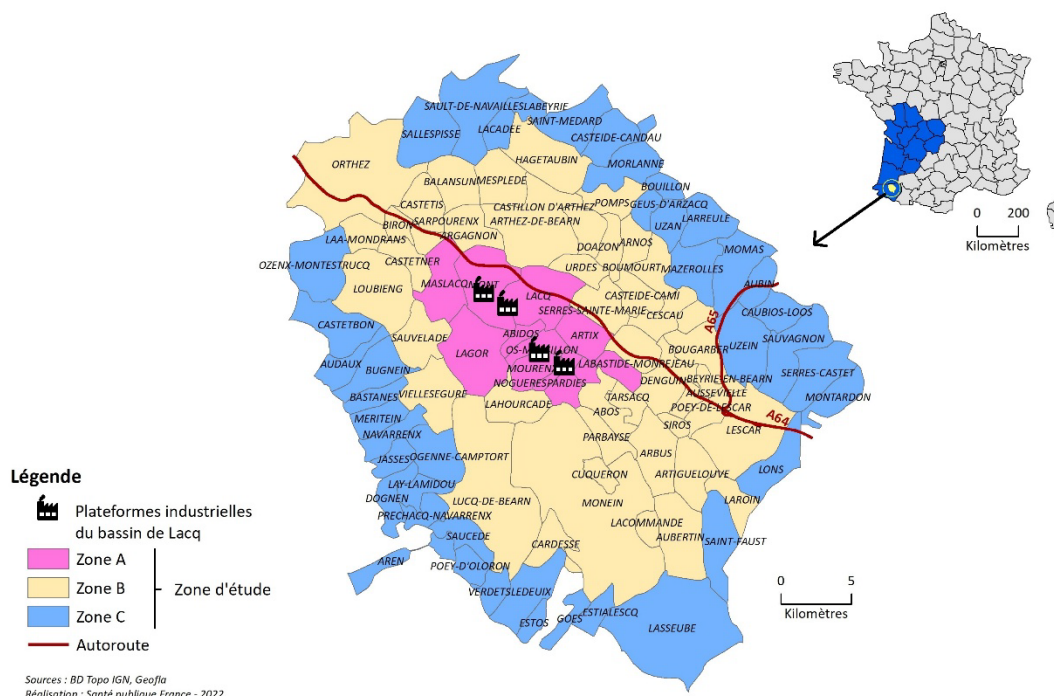 SAULT-DE-NAVAILLES
LABEYRIE
SAINT-MEDARD
SALLESPISSE
LACADEE
CASTEIDE-CANDAU
HAGETAUBIN
MORLANNE
ORTHEZ
BALANSUN
MESPLEDE
BOUILLON
CASTETIS
CASTILLON D'ARTHEZ
POMPS
GEUS-D'ARZACQ
SARPOURENX
ARTHEZ-DE-BEARN
UZAN
LARREULE
BIRON
ARGAGNON
LAA-MONDRANS
DOAZON
ARNOS
MOMAS
OZENX-MONTESTRUCQ
CASTETNER
URDES
BOUMOURT
MAZEROLLES
LOUBIENG
MASLACQ
MONT
LACQ
CASTEIDE-CAMI
AUBIN
SERRES-SAINTE-MARIE
CESCAU
CAUBIOS-LOOS
CASTETBON
SAUVELADE
ABIDOS
ARTIX
A65
UZEIN
SAUVAGNON
LAGOR
OS-MARSILLON
BOUGARBER
AUDAUX
BUGNEIN
MOURENX
LABASTIDE-MONREJEAU
SERRES-CASTET
NOGUERES
PARDIES
DENGUIN
BEYRIE-EN-BEARN
BASTANES
VIELLESEGURE
TARSACQ
AUSSEVIELLE
MONTARDON
LAHOURCADE
ABOS
POEY-DE-LESCAR
A64
MERITEIN
SIROS
LESCAR
NAVARRENX
PARBAYSE
JASSES
OGENNE-CAMPTORT
ARBUS
CUQUERON
ARTIGUELOUVE
LONS
LAY-LAMIDOU
DOGNEN
LUCQ-DE-BEARN
MONEIN
LAROIN
PRECHACQ-NAVARRENX
LACOMMANDE
SAUCEDE
CARDESSE
AUBERTIN
SAINT-FAUST
AREN
POEY-D'OLORON
VERDETS
LEDEUIX
ESTIALESCQ
ESTOS
GOES
LASSEUBE
0 200
Kilomètres
0 5
Kilomètres
Légende
Plateformes industrielles
du bassin de Lacq
Zone A
Zone B
Zone C
Zone d'étude
Autoroute
Sources : BD Topo IGN, Geofla
Réalisation : Santé publique France - 2022